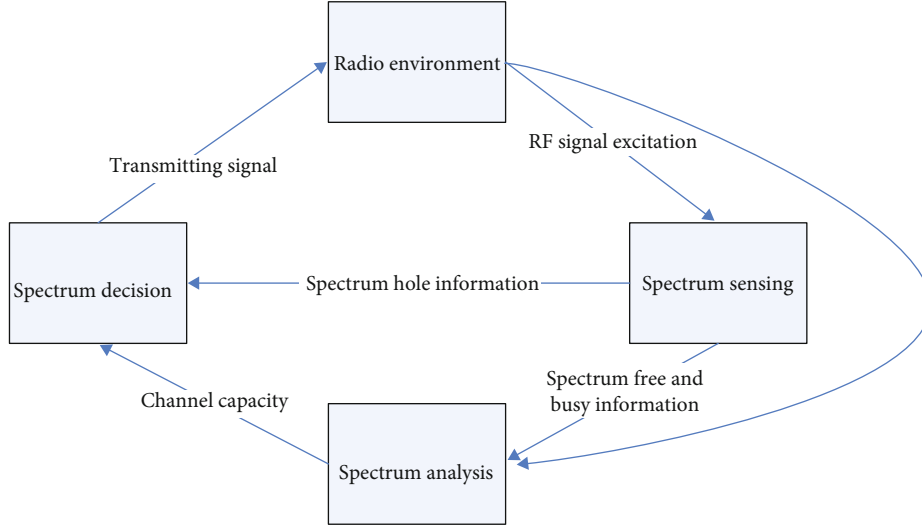 Radio environment
RF signal excitation
Transmitting signal
Spectrum decision
Spectrum hole information
Spectrum sensing
Spectrum free and
busy information
Channel capacity
Spectrum analysis